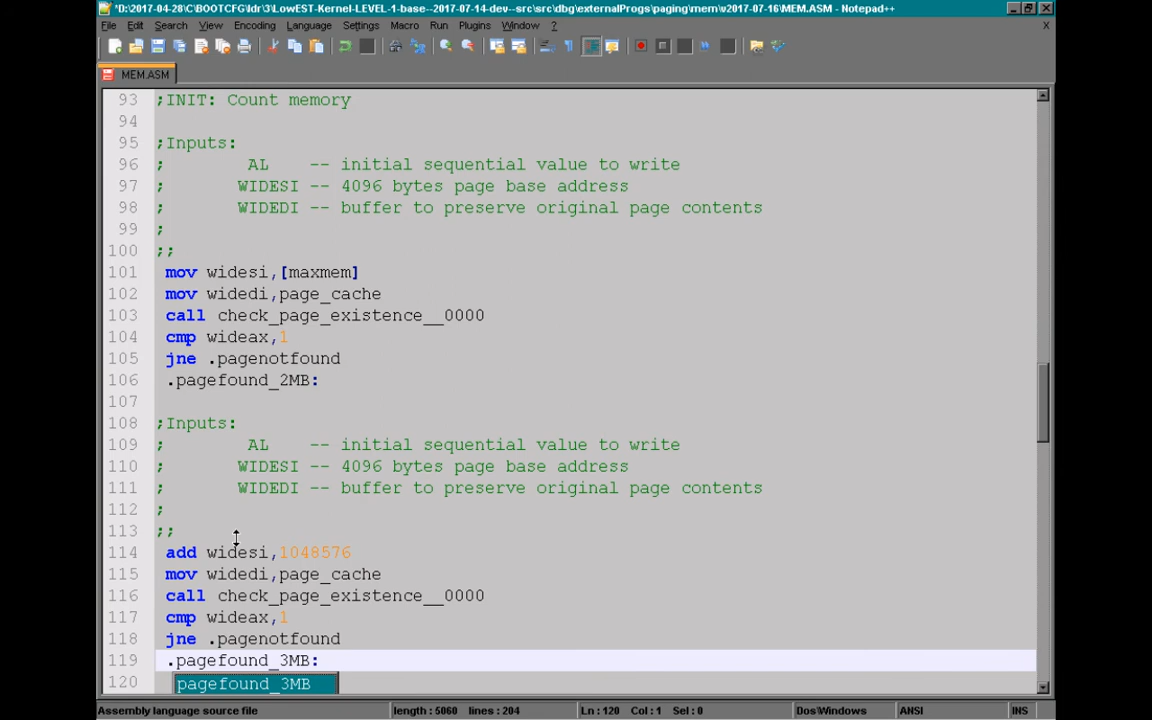 *D:\2017-04-28\C\BOOTCFG\ldr\3\LowEST-Kernel-LEVEL-1-base--2017-07-14-dev--src\src\dbg\externalProgs\paging\mem\v2017-07-16\MEM.ASM - Notepad++
File Edit Search View Encoding Language Settings Macro Run Plugins Window ? X
MEM.ASM
93 ;INIT: Count memory
94
95 ;Inputs:
96 ; AL -- initial sequential value to write
97 ; WIDESI -- 4096 bytes page base address
98 ; WIDEDI -- buffer to preserve original page contents
99 ;
100 ;;
101 mov widesi,[maxmem]
102 mov widedi,page_cache
103 call check_page_existence__0000
104 cmp wideax,1
105 jne .pagenotfound
106 .pagefound_2MB:
107
108 ;Inputs:
109 ; AL -- initial sequential value to write
110 ; WIDESI -- 4096 bytes page base address
111 ; WIDEDI -- buffer to preserve original page contents
112 ;
113 ;;
114 add widesi,1048576
115 mov widedi,page_cache
116 call check_page_existence__0000
117 cmp wideax,1
118 jne .pagenotfound
119 .pagefound_3MB:
120 pagefound_3MB
Assembly language source file length : 5060 lines : 204 Ln : 120 Col : 1 Sel : 0 Dos\Windows ANSI INS